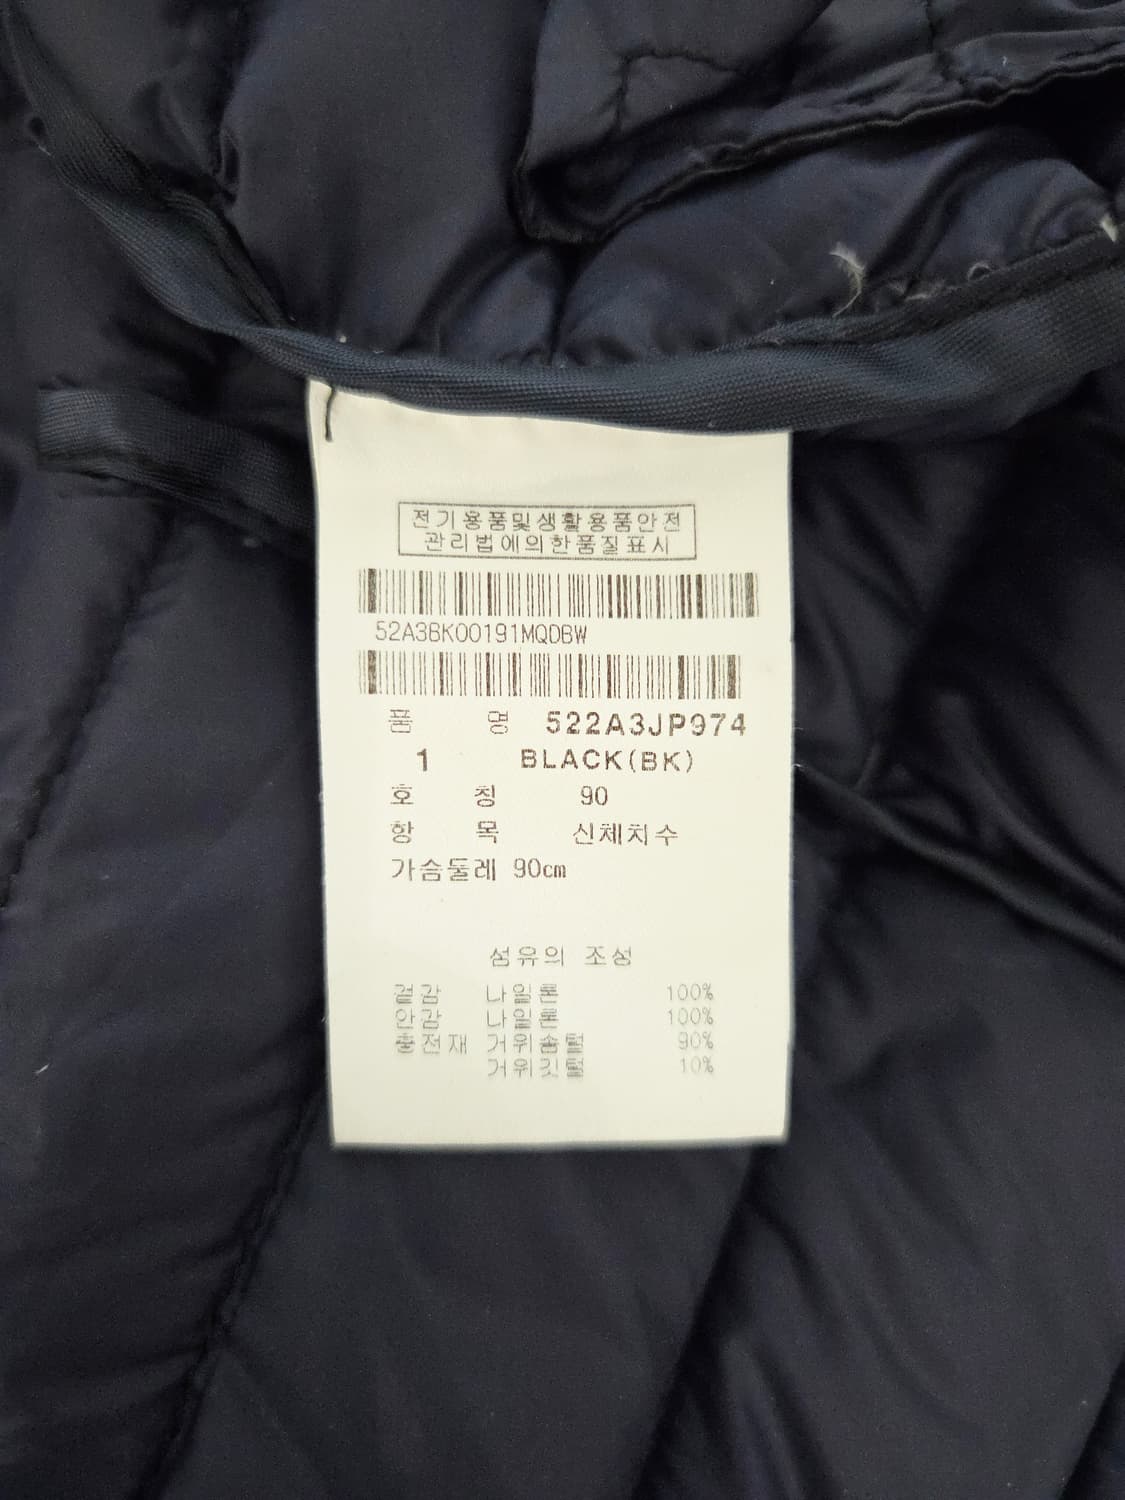 전기용품및생활용품안전
관리법에의한품질표시
52A3BK00191MQDBW
품 명 522A3JP974
1 BLACK(BK)
호 칭 90
항 목 신체치수
가슴둘레 90cm
섬유의 조성
겉감 나일론 100%
안감 나일론 100%
충전재 거위솜털 90%
거위깃털 10%